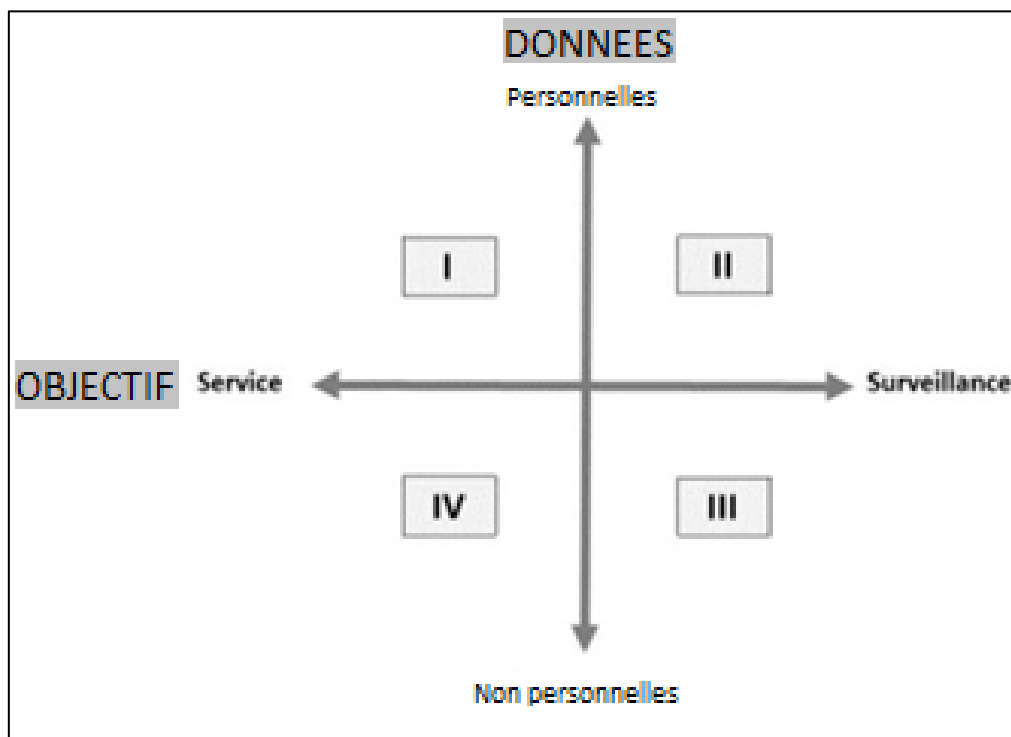 DONNEES
Personnelles
I
II
OBJECTIF Service
Surveillance
IV
III
Non personnelles